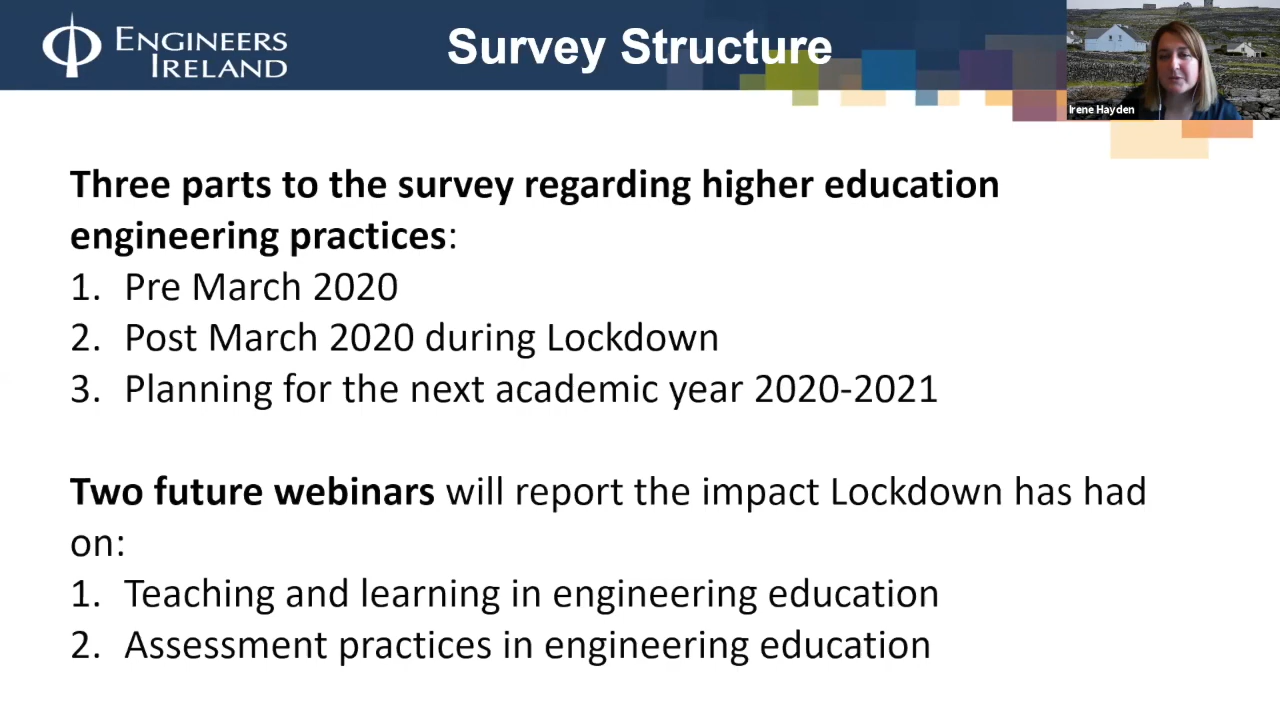 ENGINEERS
IRELAND
Survey Structure
Irene Hayden
Three parts to the survey regarding higher education
engineering practices:
1. Pre March 2020
2. Post March 2020 during Lockdown
3. Planning for the next academic year 2020-2021
Two future webinars will report the impact Lockdown has had
on:
1. Teaching and learning in engineering education
2. Assessment practices in engineering education